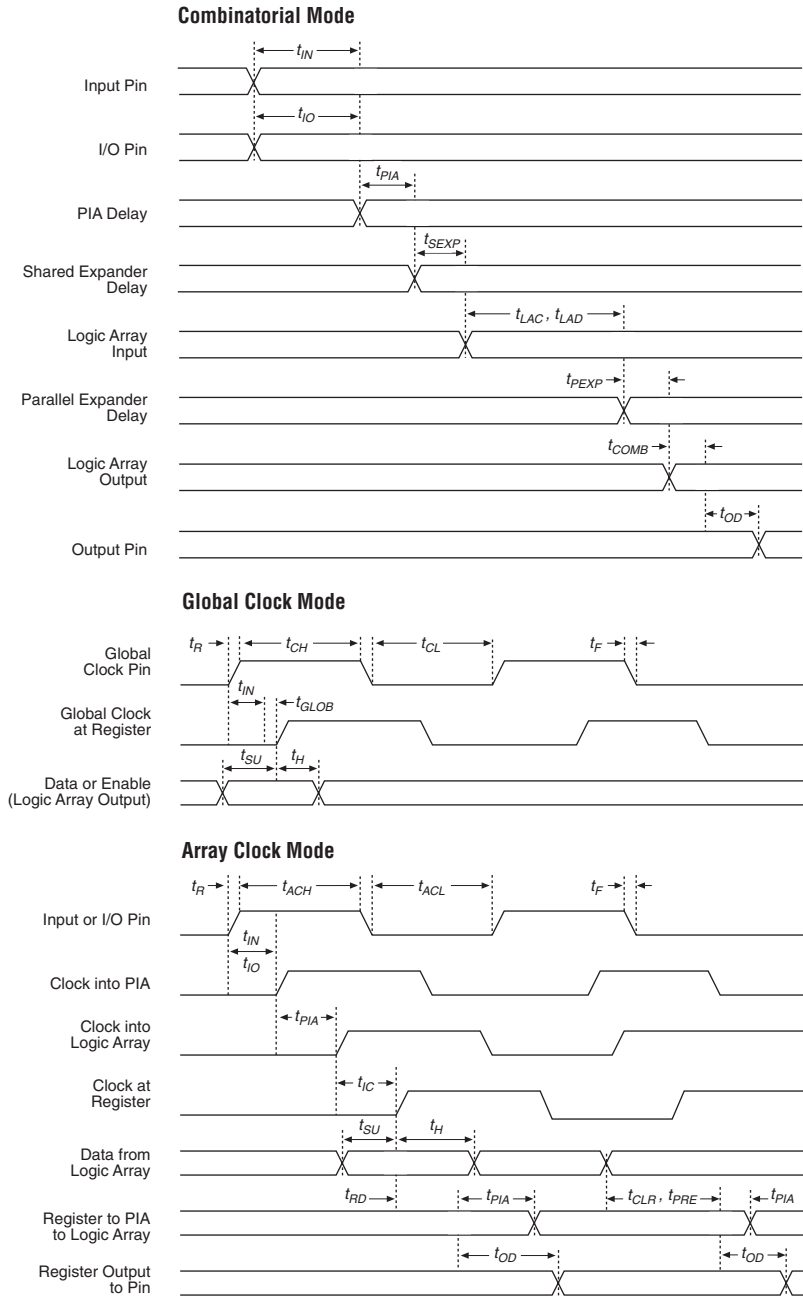 Combinatorial Mode
t_IN
Input Pin
t_IO
I/O Pin
t_PIA
PIA Delay
t_SEXP
Shared Expander
Delay
t_LAC , t_LAD
Logic Array
Input
t_PEXP
Parallel Expander
Delay
t_COMB
Logic Array
Output
t_OD
Output Pin
Global Clock Mode
t_R t_CH t_CL t_F
Global
Clock Pin
t_IN t_GLOB
Global Clock
at Register
t_SU t_H
Data or Enable
(Logic Array Output)
Array Clock Mode
t_R t_ACH t_ACL t_F
Input or I/O Pin
t_IN
t_IO
Clock into PIA
t_PIA
Clock into
Logic Array
t_IC
Clock at
Register
t_SU t_H
Data from
Logic Array
t_RD t_PIA t_CLR , t_PRE t_PIA
Register to PIA
to Logic Array
t_OD t_OD
Register Output
to Pin